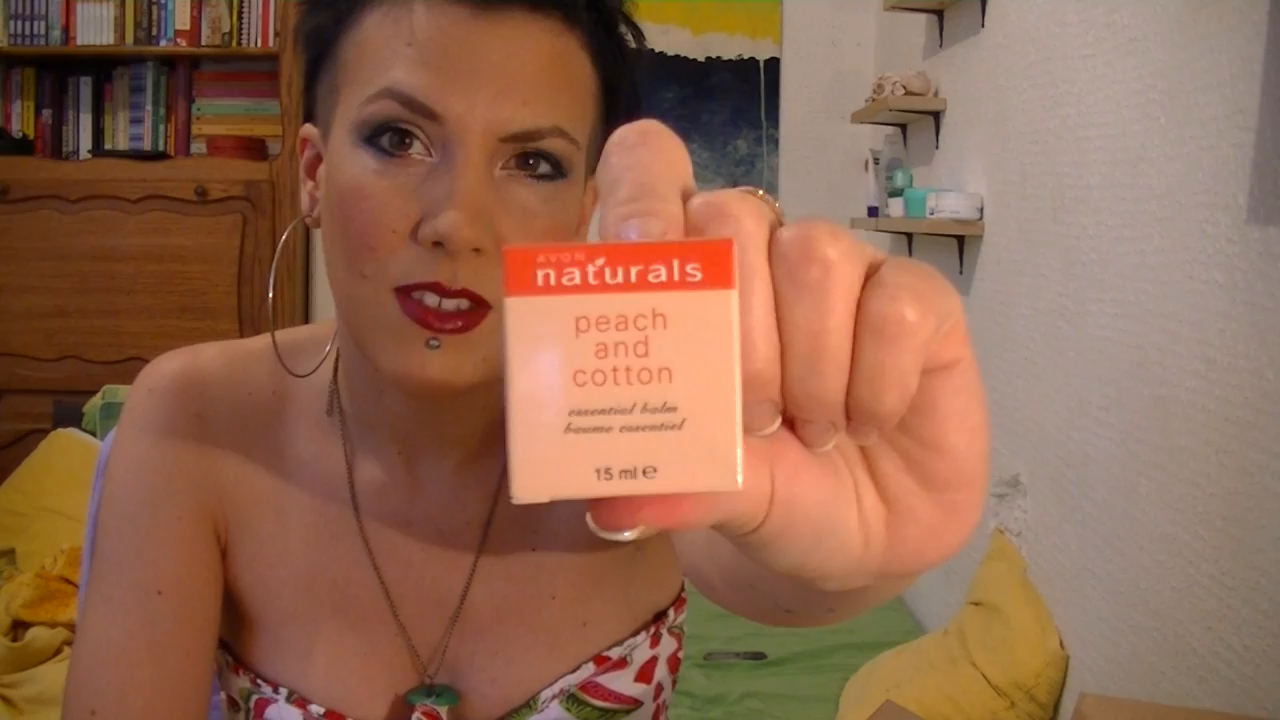 AVON
naturals
peach
and
cotton
essential balm
baume essentiel
15 ml e